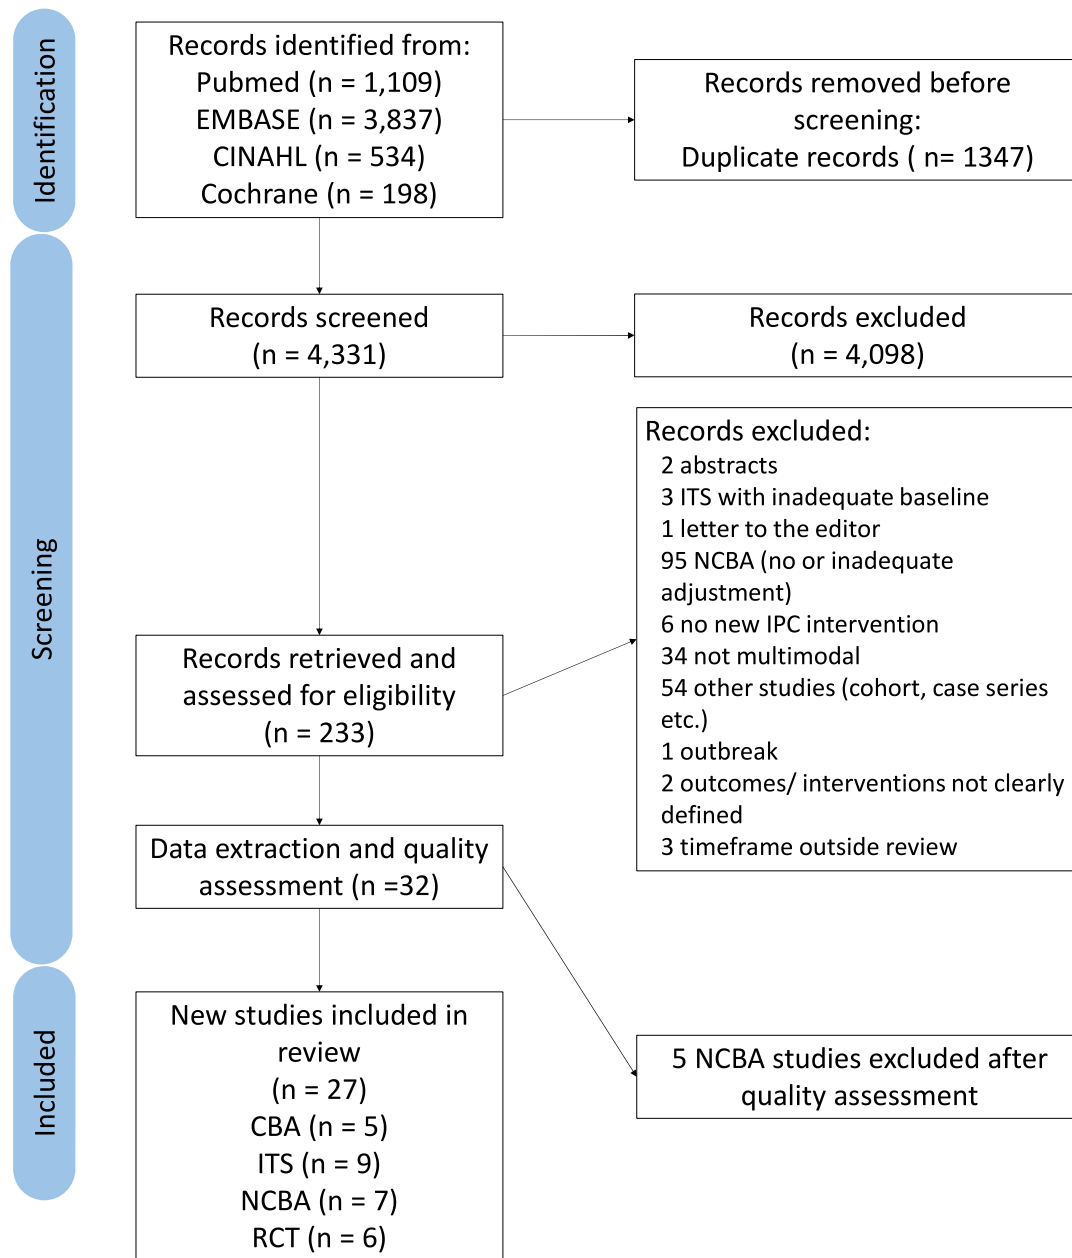 Identification
Records identified from:
Pubmed (n = 1,109)
EMBASE (n = 3,837)
CINAHL (n = 534)
Cochrane (n = 198)
Records removed before
screening:
Duplicate records ( n= 1347)
Screening
Records screened
(n = 4,331)
Records excluded
(n = 4,098)
Records retrieved and
assessed for eligibility
(n = 233)
Records excluded:
2 abstracts
3 ITS with inadequate baseline
1 letter to the editor
95 NCBA (no or inadequate
adjustment)
6 no new IPC intervention
34 not multimodal
54 other studies (cohort, case series
etc.)
1 outbreak
2 outcomes/ interventions not clearly
defined
3 timeframe outside review
Data extraction and quality
assessment (n =32)
Included
New studies included in
review
(n = 27)
CBA (n = 5)
ITS (n = 9)
NCBA (n = 7)
RCT (n = 6)
5 NCBA studies excluded after
quality assessment